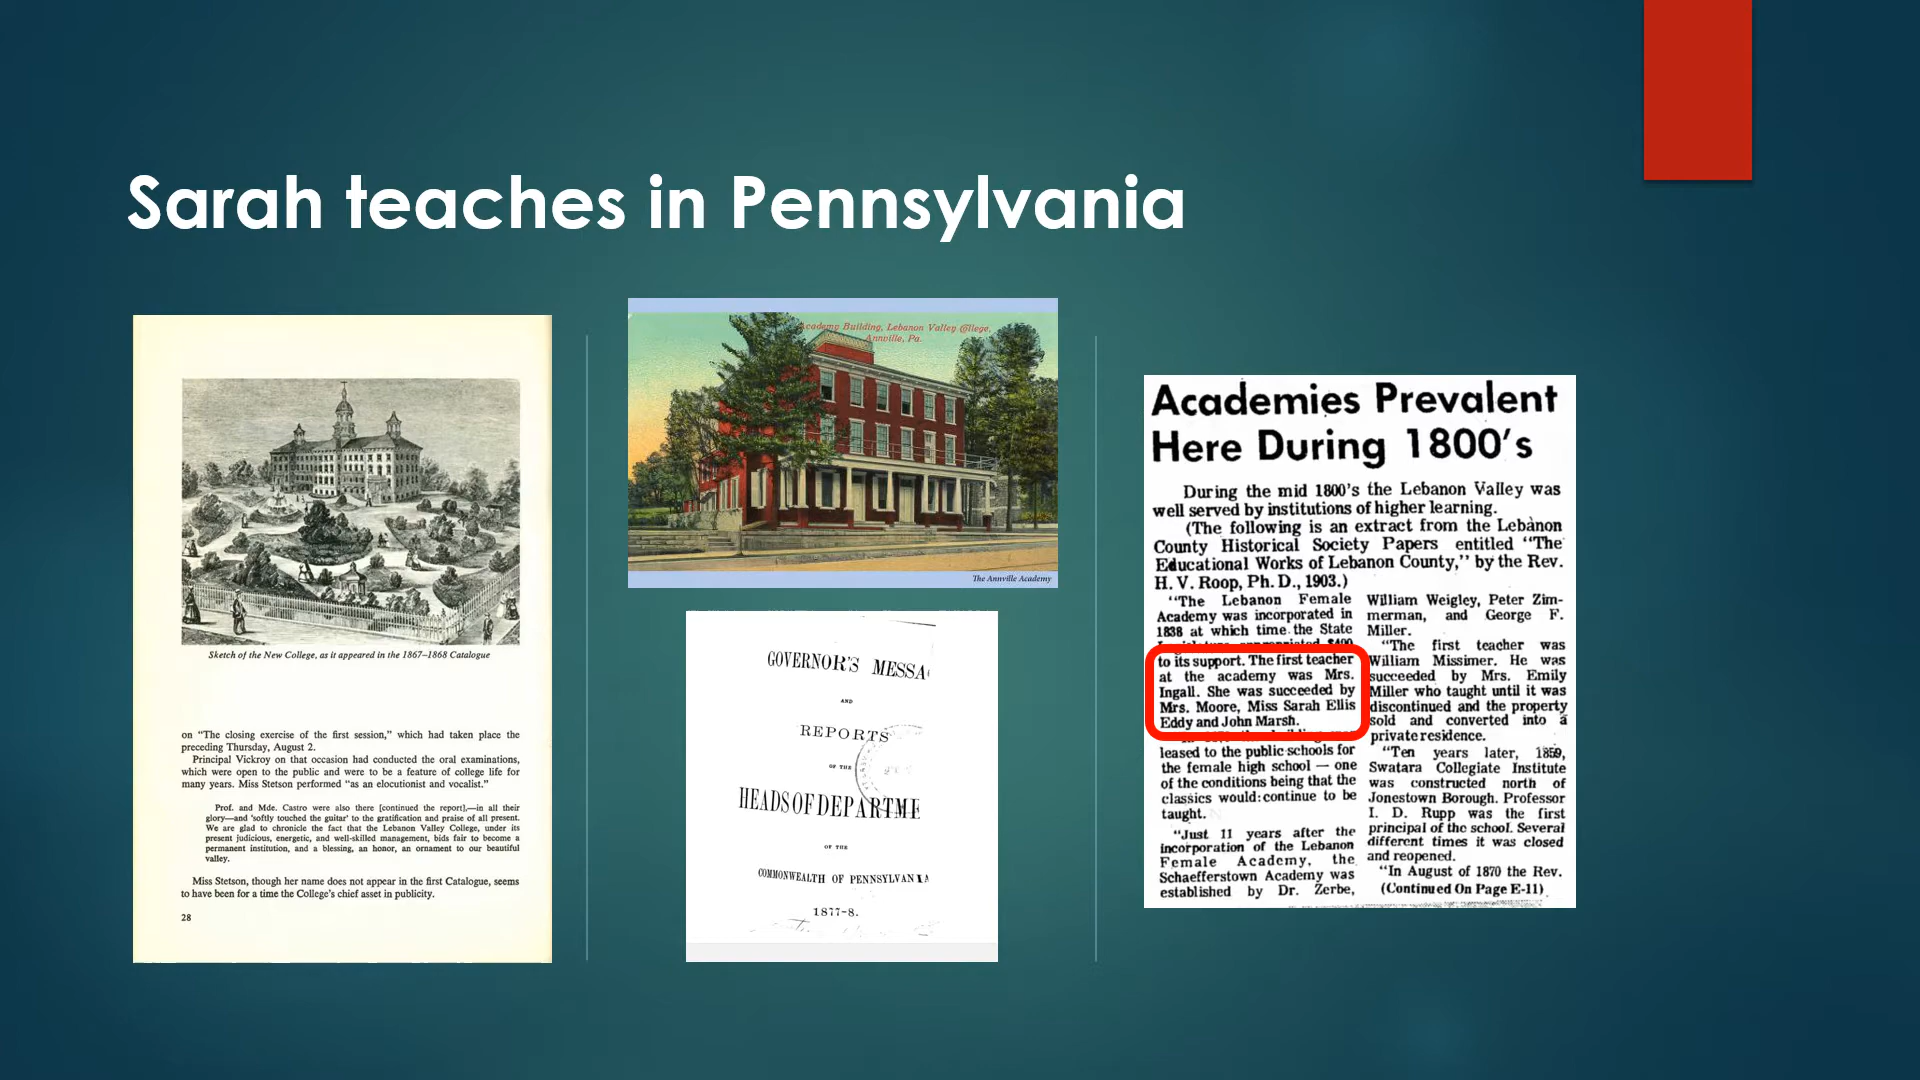 Sarah teaches in Pennsylvania
Sketch of the New College, as it appeared in the 1867–1868 Catalogue
on “The closing exercise of the first session,” which had taken place the
preceding Thursday, August 2.
Principal Vickroy on that occasion had conducted the oral examinations,
which were open to the public and were to be a feature of college life for
many years. Miss Stetson performed “as an elocutionist and vocalist.”
Prof. and Mde. Castro were also there [continued the report],—in all their
glory—and ‘softly touched the guitar’ to the gratification and praise of all present.
We are glad to chronicle the fact that the Lebanon Valley College, under its
present judicious, energetic, and well-skilled management, bids fair to become a
permanent institution, and a blessing, an honor, an ornament to our beautiful
valley.
Miss Stetson, though her name does not appear in the first Catalogue, seems
to have been for a time the College’s chief asset in publicity.
28
Academy Building, Lebanon Valley College,
Annville, Pa.
The Annville Academy
GOVERNOR'S MESSA
AND
REPORTS
OF THE
HEADS OF DEPARTME
OF THE
COMMONWEALTH OF PENNSYLVANIA
1877-8.
Academies Prevalent
Here During 1800's
During the mid 1800's the Lebanon Valley was
well served by institutions of higher learning.
(The following is an extract from the Lebanon
County Historical Society Papers entitled “The
Educational Works of Lebanon County,” by the Rev.
H. V. Roop, Ph. D., 1903.)
“The Lebanon Female
Academy was incorporated in
1838 at which time the State
to its support. The first teacher
at the academy was Mrs.
Ingall. She was succeeded by
Mrs. Moore, Miss Sarah Ellis
Eddy and John Marsh.
leased to the public schools for
the female high school — one
of the conditions being that the
classics would continue to be
taught.
“Just 11 years after the
incorporation of the Lebanon
Female Academy, the
Schaefferstown Academy was
established by Dr. Zerbe,
William Weigley, Peter Zim-
merman, and George F.
Miller.
“The first teacher was
William Missimer. He was
succeeded by Mrs. Emily
Miller who taught until it was
discontinued and the property
sold and converted into a
private residence.
“Ten years later, 1859,
Swatara Collegiate Institute
was constructed north of
Jonestown Borough. Professor
I. D. Rupp was the first
principal of the school. Several
different times it was closed
and reopened.
“In August of 1870 the Rev.
(Continued On Page E-11)